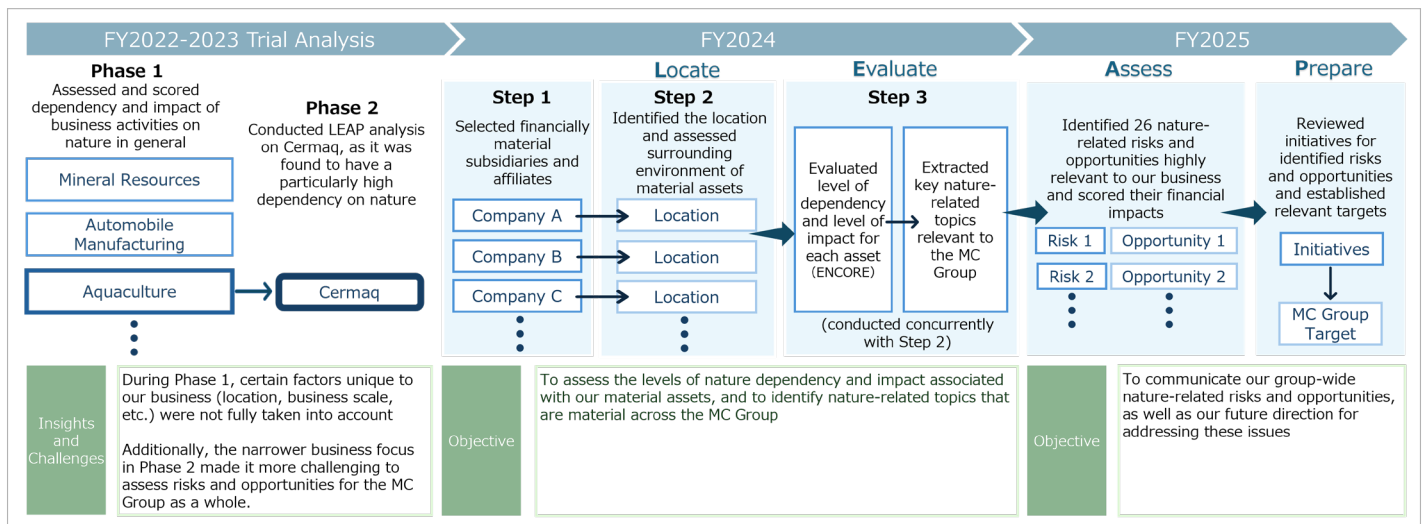 FY2022-2023 Trial Analysis
FY2024
FY2025
Phase 1
Assessed and scored
dependency and impact of
business activities on
nature in general
Mineral Resources
Automobile
Manufacturing
Aquaculture
Phase 2
Conducted LEAP analysis
on Cermaq, as it was
found to have a
particularly high
dependency on nature
Cermaq
Step 1
Selected financially
material
subsidiaries and
affiliates
Company A
Company B
Company C
Locate
Step 2
Identified the location
and assessed
surrounding
environment of
material assets
Location
Location
Location
Evaluate
Step 3
Evaluated
level of
dependency
and level of
impact for
each asset
(ENCORE)
Extracted
key nature-
related
topics
relevant to
the MC
Group
(conducted concurrently
with Step 2)
Assess
Identified 26 nature-
related risks and
opportunities highly
relevant to our business
and scored their financial
impacts
Risk 1
Opportunity 1
Risk 2
Opportunity 2
Prepare
Reviewed
initiatives for
identified risks
and opportunities
and established
relevant targets
Initiatives
MC Group
Target
Insights
and
Challenges
During Phase 1, certain factors unique to
our business (location, business scale,
etc.) were not fully taken into account
Additionally, the narrower business focus
in Phase 2 made it more challenging to
assess risks and opportunities for the MC
Group as a whole.
Objective
To assess the levels of nature dependency and impact associated
with our material assets, and to identify nature-related topics that
are material across the MC Group
Objective
To communicate our group-wide
nature-related risks and opportunities,
as well as our future direction for
addressing these issues